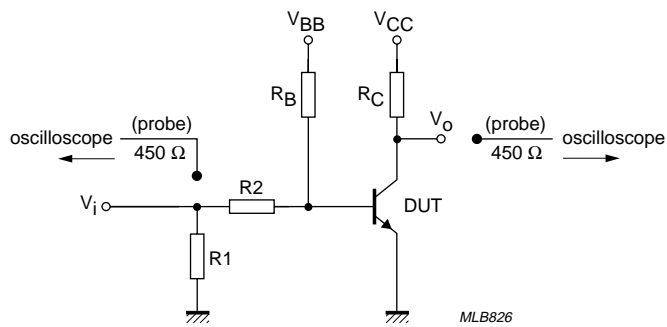 VBB
VCC
RB
RC
Vo
oscilloscope
(probe)
450 Ω
(probe)
450 Ω
oscilloscope
R2
Vi
DUT
R1
MLB826